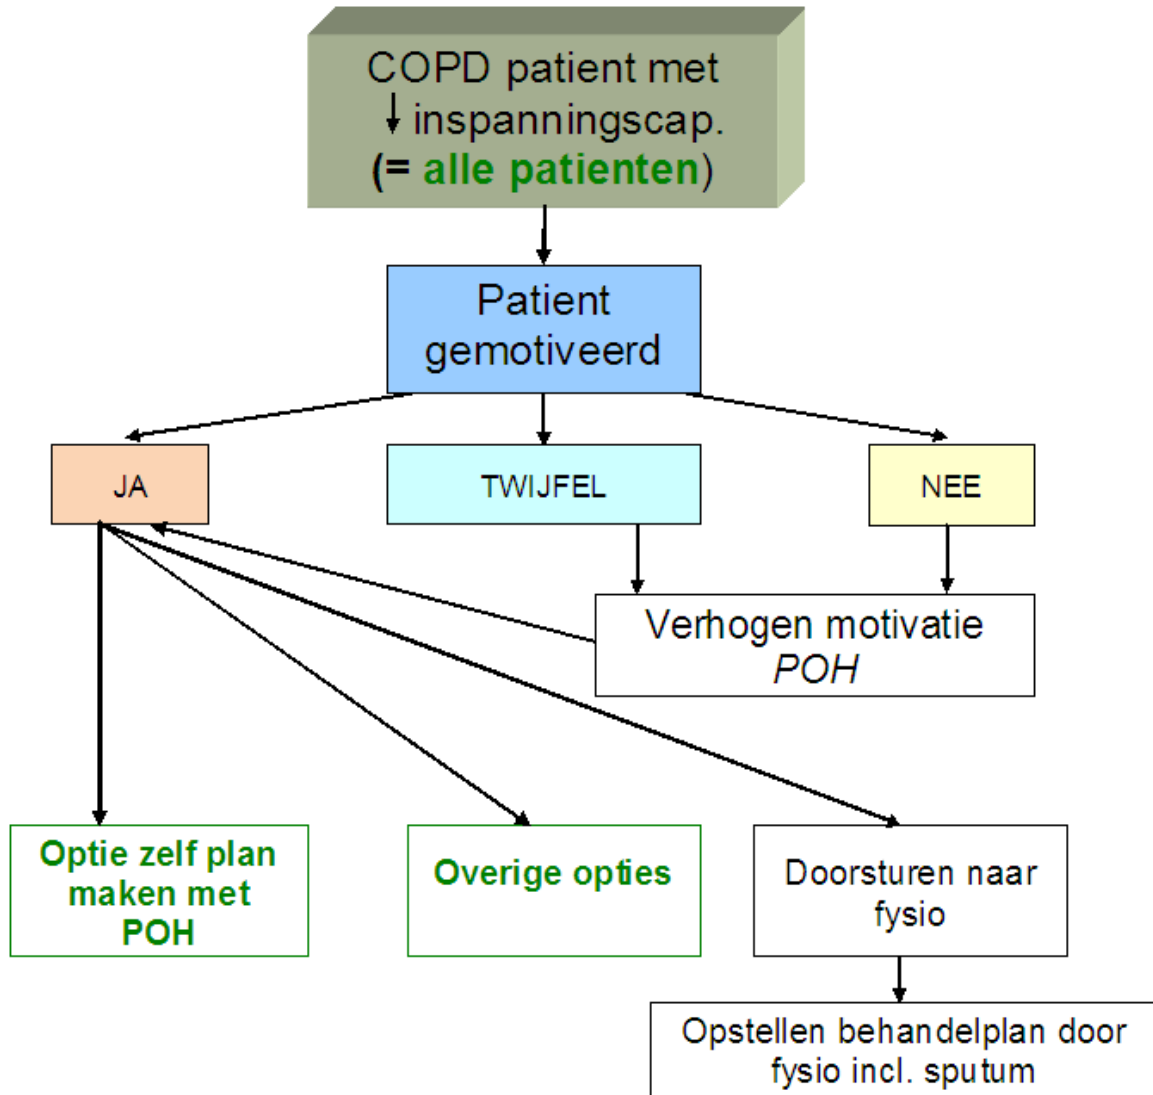 COPD patient met
↓ inspanningscap.
(= alle patienten)
Patient
gemotiveerd
JA
TWIJFEL
NEE
Verhogen motivatie
POH
Optie zelf plan
maken met
POH
Overige opties
Doorsturen naar
fysio
Opstellen behandelplan door
fysio incl. sputum